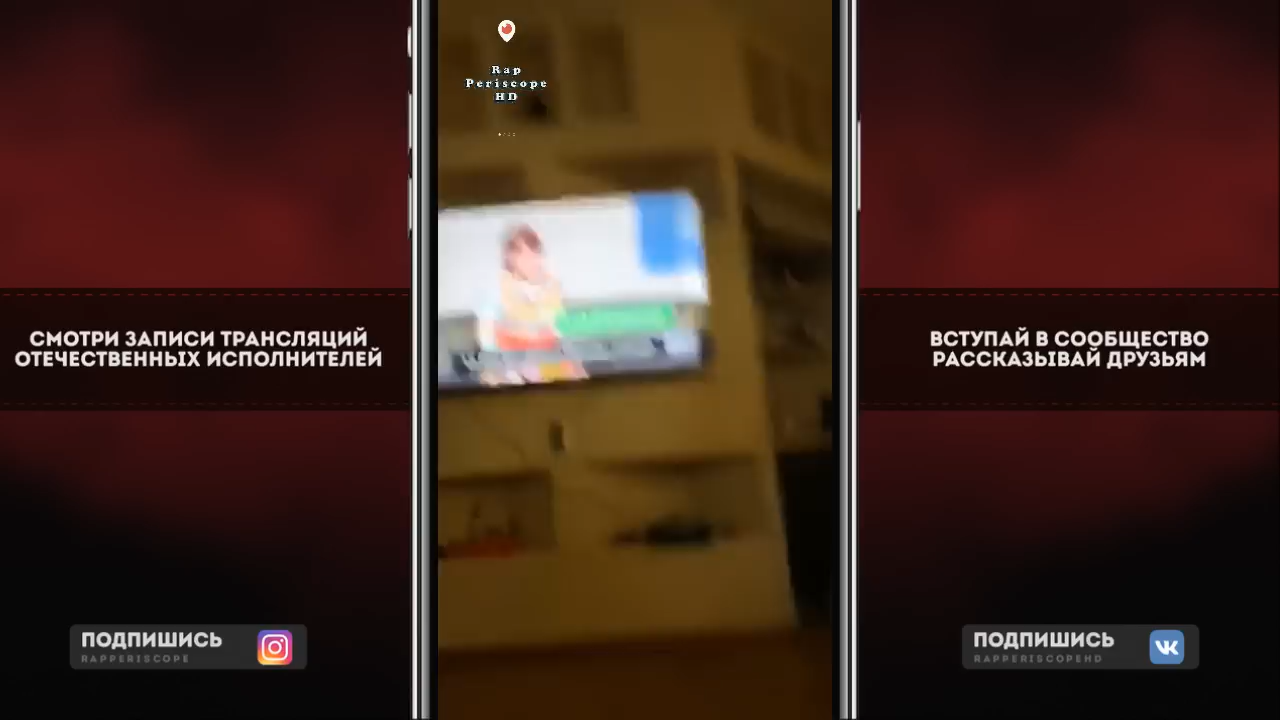 Rap
Periscope
HD
СМОТРИ ЗАПИСИ ТРАНСЛЯЦИЙ
ОТЕЧЕСТВЕННЫХ ИСПОЛНИТЕЛЕЙ
ВСТУПАЙ В СООБЩЕСТВО
РАССКАЗЫВАЙ ДРУЗЬЯМ
ПОДПИШИСЬ
RAPPERISCOPE
ПОДПИШИСЬ
RAPPERISCOPEHD